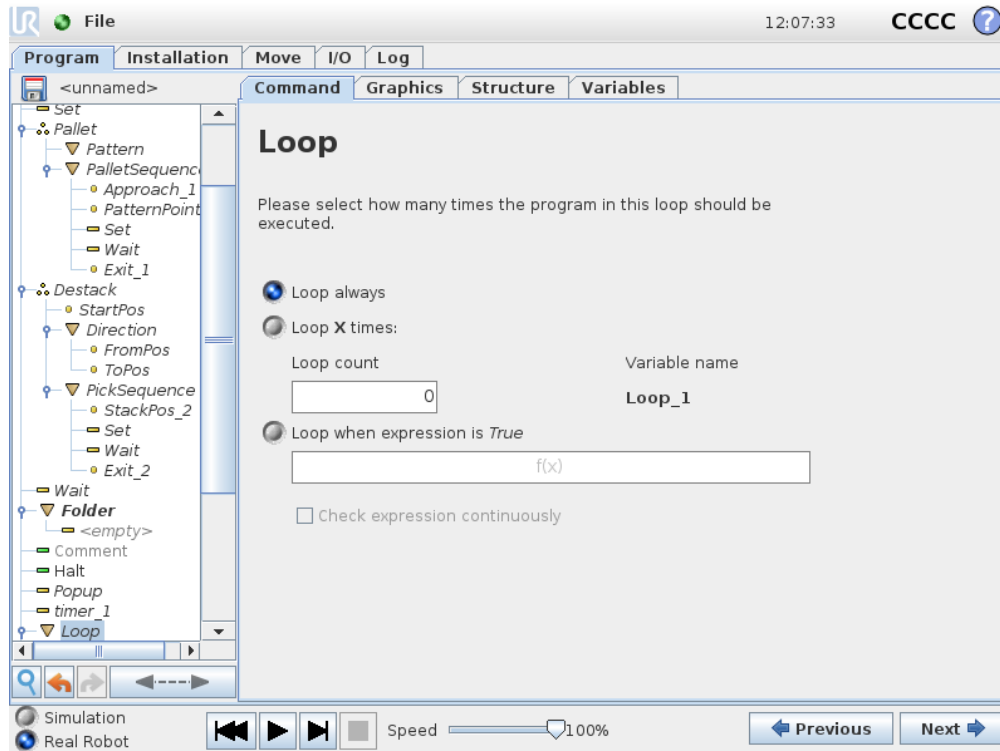 UR File 12:07:33 CCCC ?
Program Installation Move I/O Log
<unnamed>
Command Graphics Structure Variables
Set
Pallet
Pattern
PalletSequenc
Approach_1
PatternPoint
Set
Wait
Exit_1
Destack
StartPos
Direction
FromPos
ToPos
PickSequence
StackPos_2
Set
Wait
Exit_2
Wait
Folder
<empty>
Comment
Halt
Popup
timer_1
Loop
Loop
Please select how many times the program in this loop should be
executed.
Loop always
Loop X times:
Loop count Variable name
0 Loop_1
Loop when expression is True
f(x)
Check expression continuously
Simulation
Real Robot
Speed 100%
Previous Next